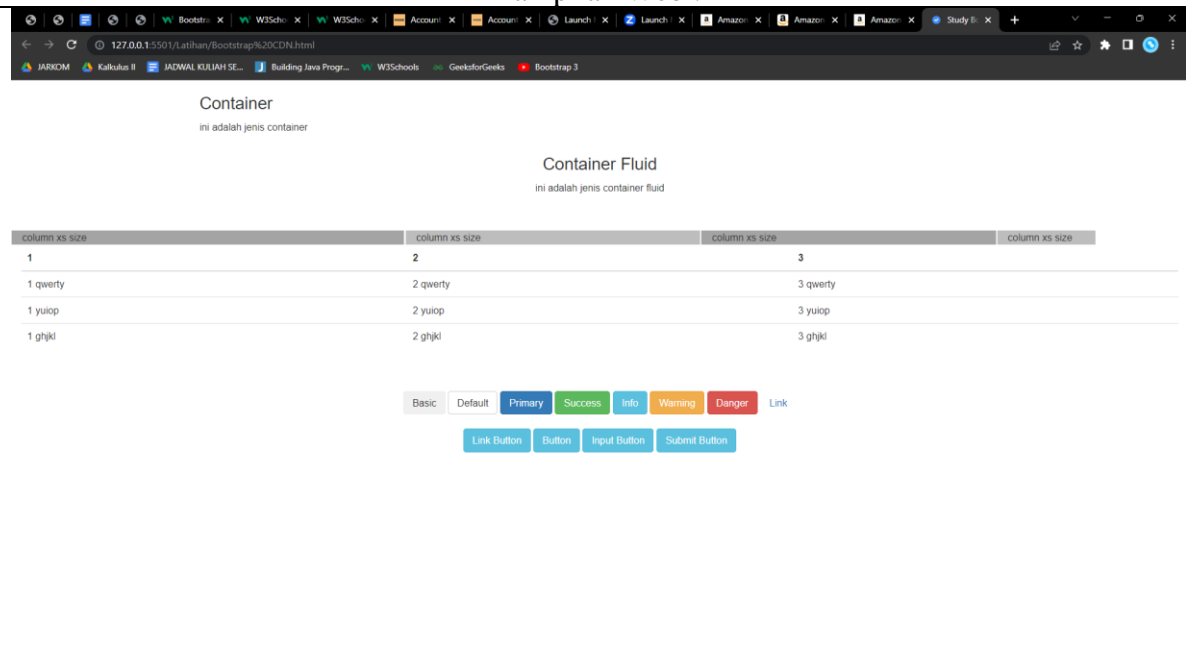 Bootstra
W3Scho
W3Scho
Account
Account
Launch
Launch
Amazon
Amazon
Amazon
Study B
127.0.0.1:5501/Latihan/Bootstrap%20CDN.html
JARKOM Kalkulus II JADWAL KULIAH SE... Building Java Progr... W3Schools GeeksforGeeks Bootstrap 3
Container
ini adalah jenis container
Container Fluid
ini adalah jenis container fluid
column xs size column xs size column xs size column xs size
1 2 3
1 qwerty 2 qwerty 3 qwerty
1 yuiop 2 yuiop 3 yuiop
1 ghjkl 2 ghjkl 3 ghjkl
Basic Default Primary Success Info Warning Danger Link
Link Button Button Input Button Submit Button